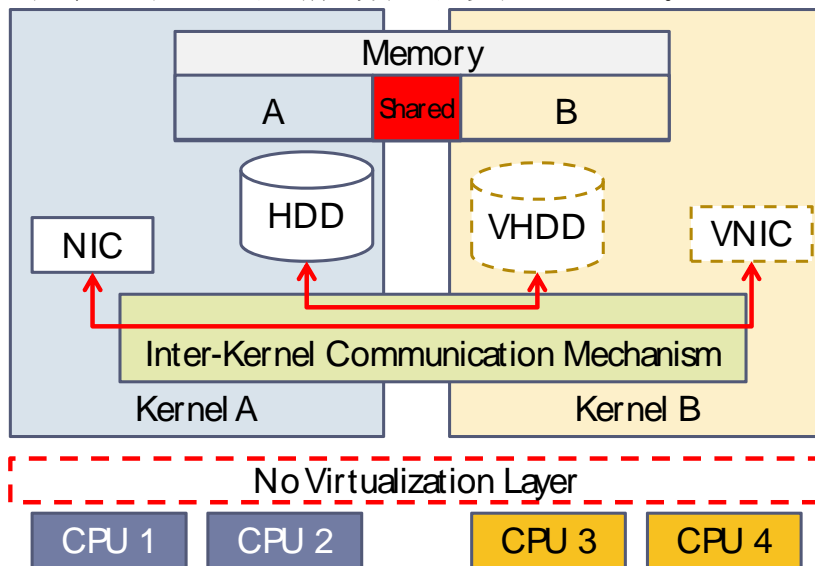 Memory
A
Shared
B
HDD
VHDD
NIC
VNIC
Inter-Kernel Communication Mechanism
Kernel A
Kernel B
No Virtualization Layer
CPU 1
CPU 2
CPU 3
CPU 4